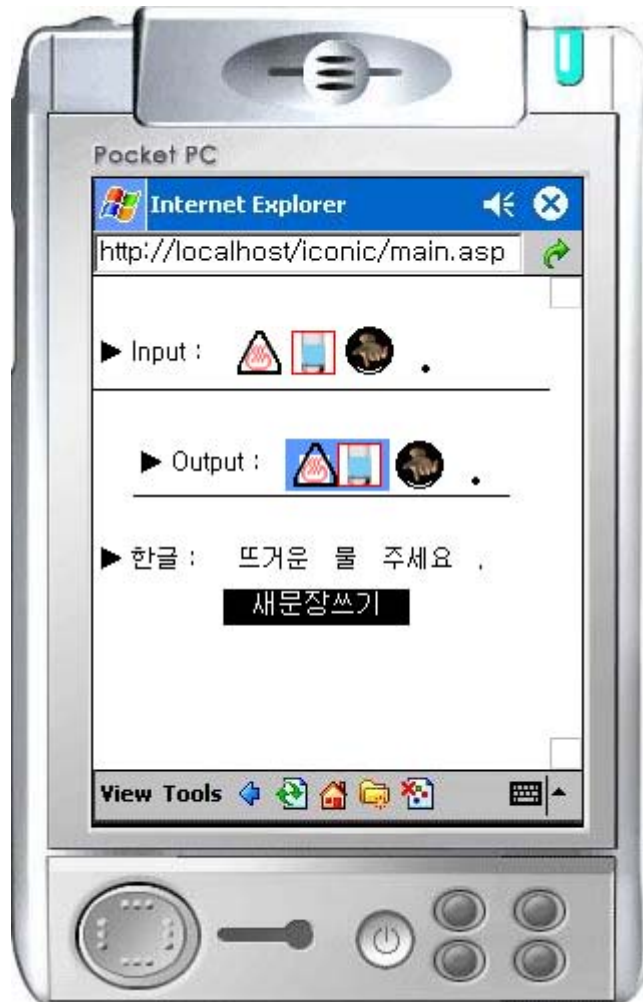 Pocket PC
Internet Explorer
http://localhost/iconic/main.asp
▶ Input : .
▶ Output : .
▶ 한글 : 뜨거운 물 주세요 .
새문장쓰기
View Tools